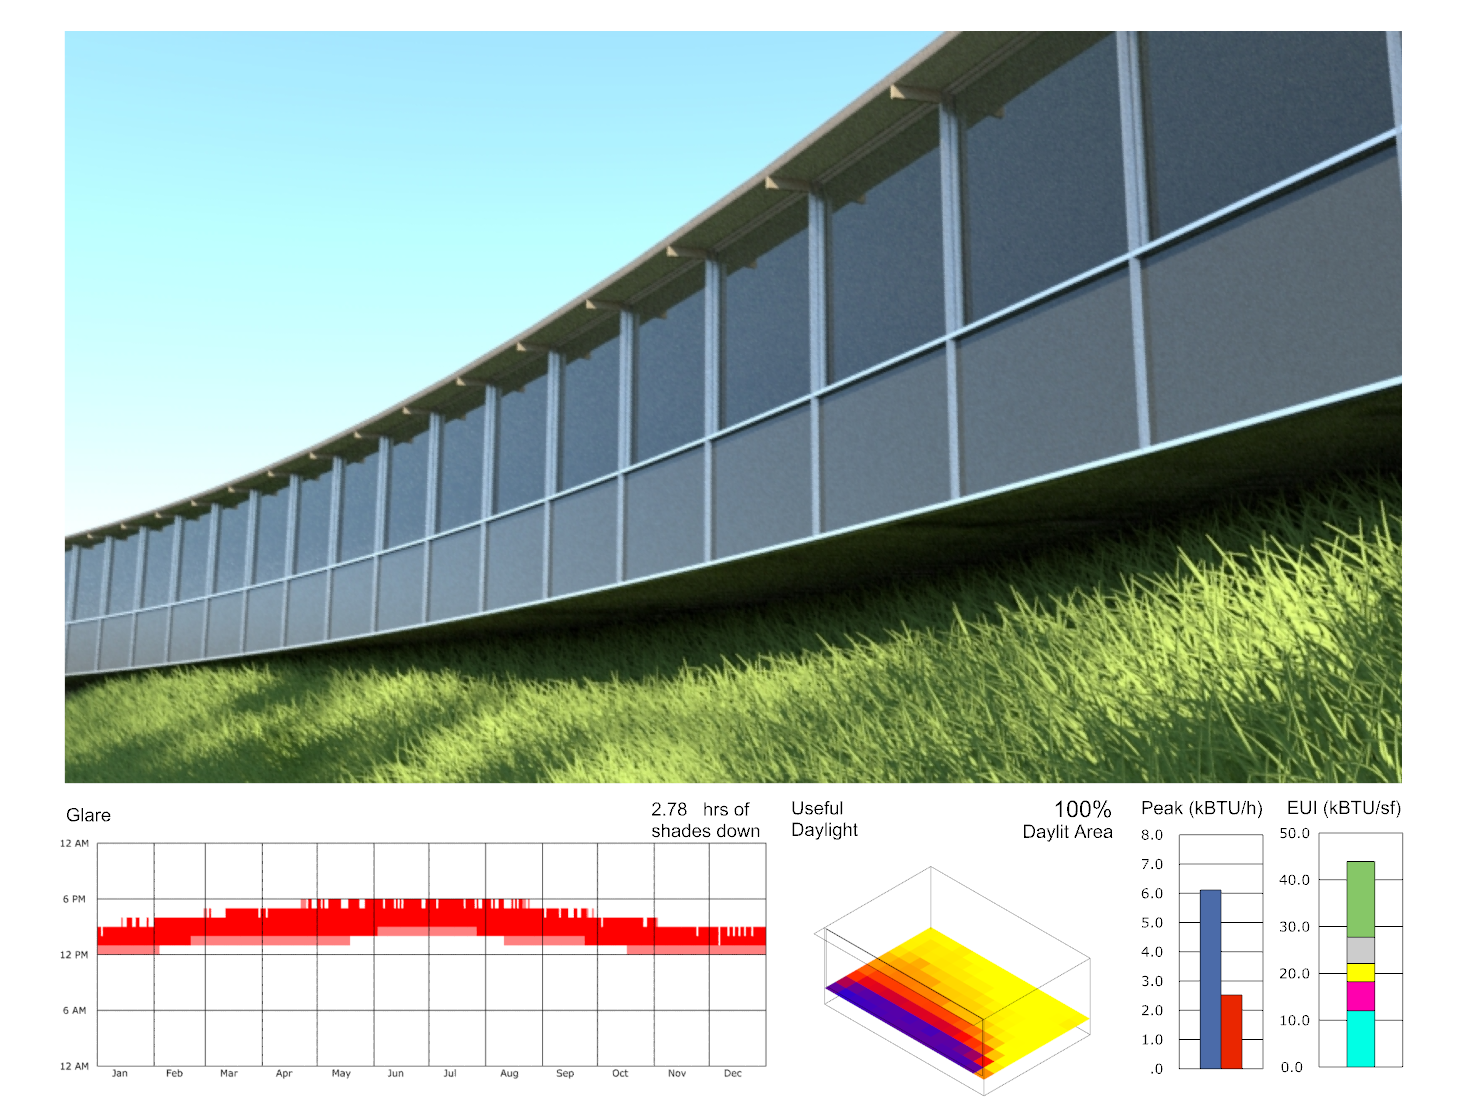 Glare
2.78 hrs of
shades down
12 AM
6 PM
12 PM
6 AM
12 AM
Jan Feb Mar Apr May Jun Jul Aug Sep Oct Nov Dec
Useful
Daylight
100%
Daylit Area
Peak (kBTU/h)
8.0
7.0
6.0
5.0
4.0
3.0
2.0
1.0
.0
EUI (kBTU/sf)
50.0
40.0
30.0
20.0
10.0
0.0